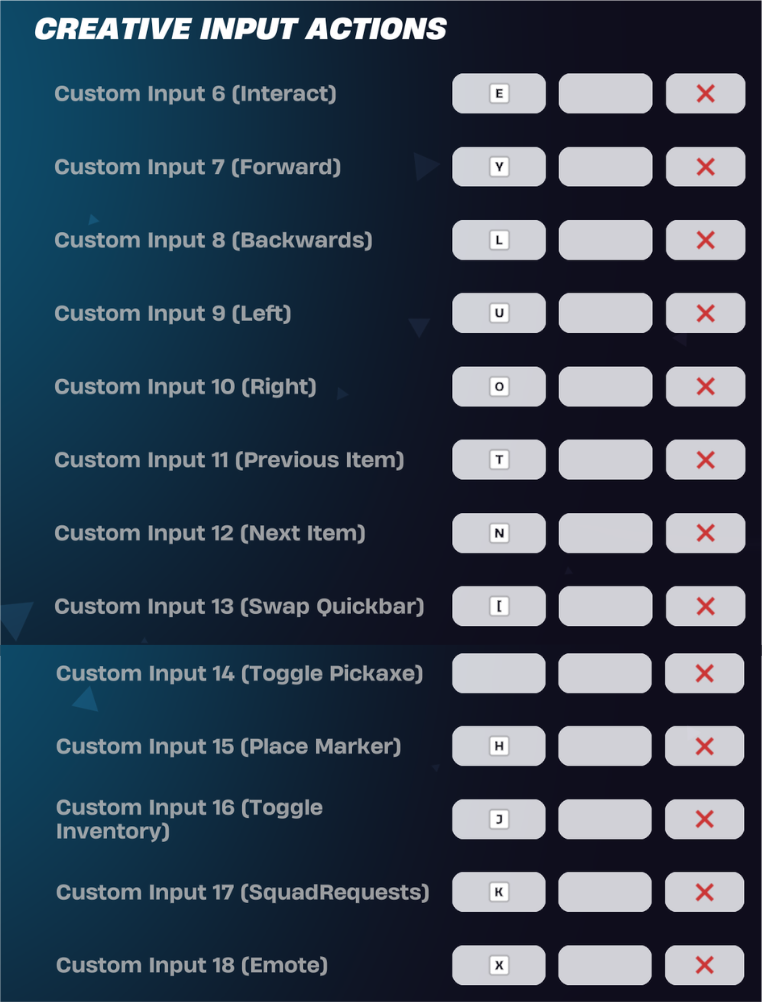 CREATIVE INPUT ACTIONS
Custom Input 6 (Interact) E
Custom Input 7 (Forward) Y
Custom Input 8 (Backwards) L
Custom Input 9 (Left) U
Custom Input 10 (Right) O
Custom Input 11 (Previous Item) T
Custom Input 12 (Next Item) N
Custom Input 13 (Swap Quickbar) [
Custom Input 14 (Toggle Pickaxe)
Custom Input 15 (Place Marker) H
Custom Input 16 (Toggle
Inventory) J
Custom Input 17 (SquadRequests) K
Custom Input 18 (Emote) X